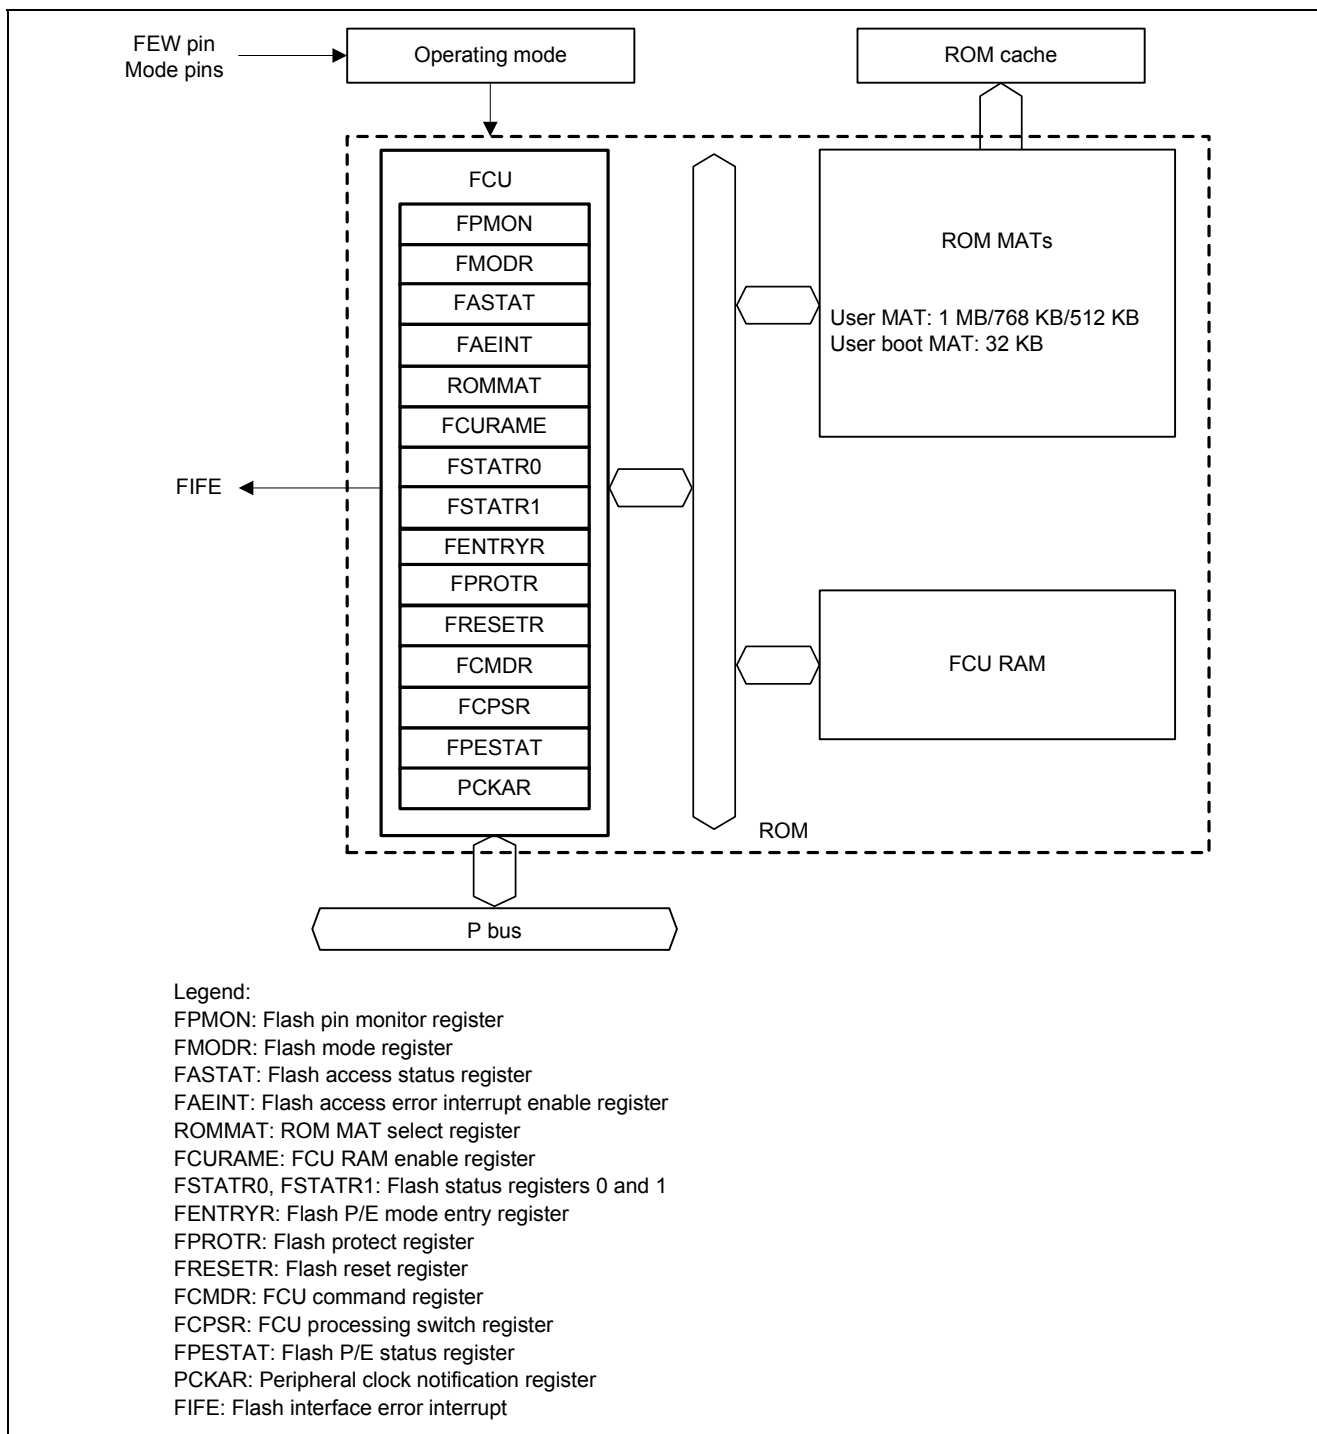 FEW pin
Mode pins
Operating mode
ROM cache
FCU
FPMON
FMODR
FASTAT
FAEINT
ROMMAT
FCURAME
FSTATR0
FSTATR1
FENTRYR
FPROTR
FRESETR
FCMDR
FCPSR
FPESTAT
PCKAR
ROM MATs
User MAT: 1 MB/768 KB/512 KB
User boot MAT: 32 KB
FIFE
FCU RAM
ROM
P bus
Legend:
FPMON: Flash pin monitor register
FMODR: Flash mode register
FASTAT: Flash access status register
FAEINT: Flash access error interrupt enable register
ROMMAT: ROM MAT select register
FCURAME: FCU RAM enable register
FSTATR0, FSTATR1: Flash status registers 0 and 1
FENTRYR: Flash P/E mode entry register
FPROTR: Flash protect register
FRESETR: Flash reset register
FCMDR: FCU command register
FCPSR: FCU processing switch register
FPESTAT: Flash P/E status register
PCKAR: Peripheral clock notification register
FIFE: Flash interface error interrupt